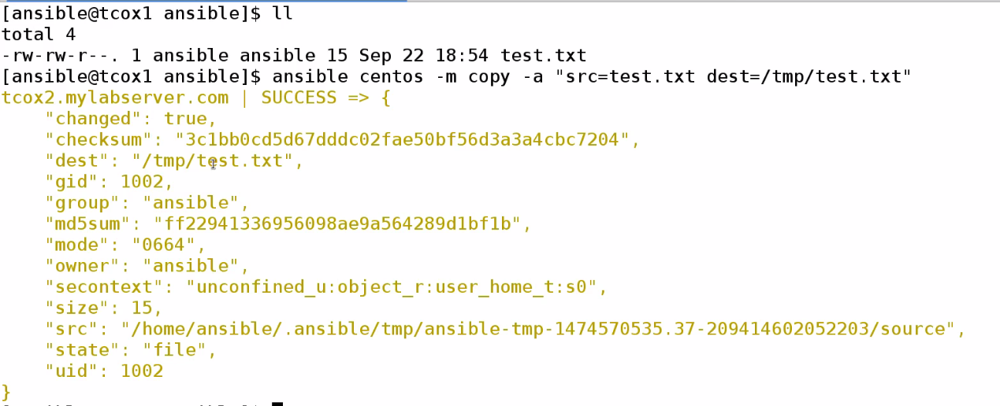 [ansible@tcox1 ansible]$ ll
total 4
-rw-rw-r--. 1 ansible ansible 15 Sep 22 18:54 test.txt
[ansible@tcox1 ansible]$ ansible centos -m copy -a "src=test.txt dest=/tmp/test.txt"
tcox2.mylabserver.com | SUCCESS => {
    "changed": true,
    "checksum": "3c1bb0cd5d67dddc02fae50bf56d3a3a4cbc7204",
    "dest": "/tmp/test.txt",
    "gid": 1002,
    "group": "ansible",
    "md5sum": "ff22941336956098ae9a564289d1bf1b",
    "mode": "0664",
    "owner": "ansible",
    "secontext": "unconfined_u:object_r:user_home_t:s0",
    "size": 15,
    "src": "/home/ansible/.ansible/tmp/ansible-tmp-1474570535.37-209414602052203/source",
    "state": "file",
    "uid": 1002
}